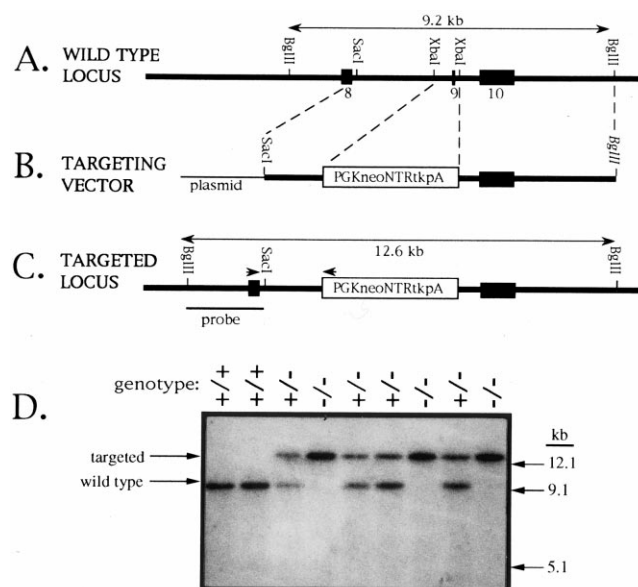 9.2 kb
A. WILD TYPE LOCUS
BglII SacI XbaI XbaI BglII
8 9 10
SacI BglII
B. TARGETING VECTOR
plasmid PGKneoNTRtkpA
12.6 kb
C. TARGETED LOCUS
BglII SacI BglII
PGKneoNTRtkpA
probe
D. genotype: +/+ +/+ +/- -/- +/- +/- -/- +/- -/-
kb
targeted
12.1
wild type
9.1
5.1